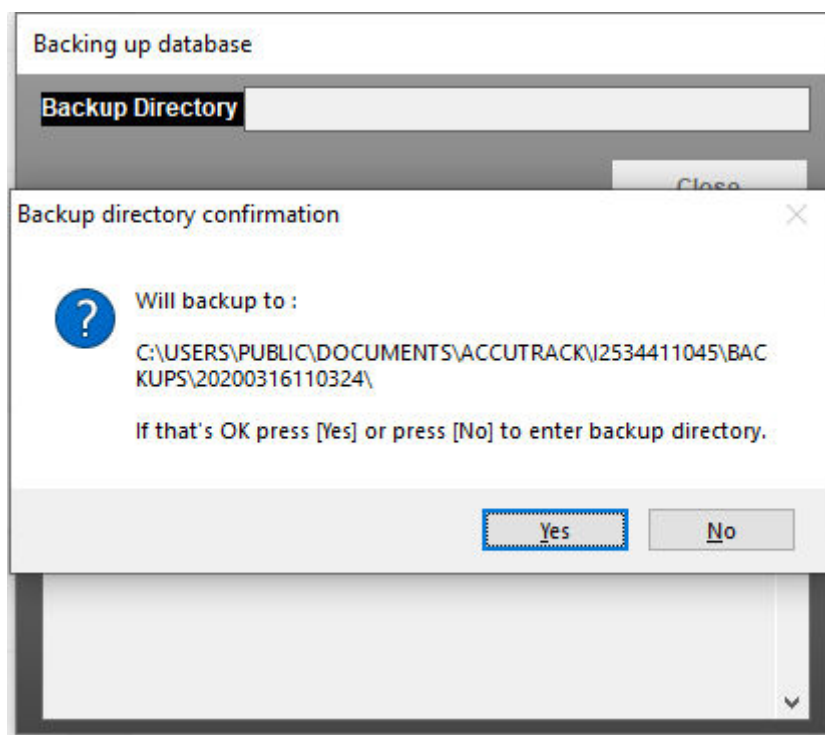 Backing up database
Backup Directory
Close
Backup directory confirmation
Will backup to :
C:\USERS\PUBLIC\DOCUMENTS\ACCUTRACK\I2534411045\BAC
KUPS\20200316110324\
If that's OK press [Yes] or press [No] to enter backup directory.
Yes
No